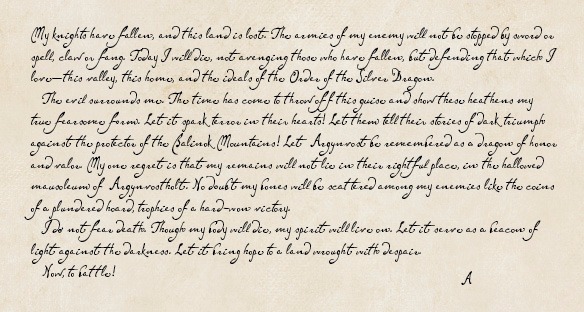 My knights have fallen, and this land is lost. The armies of my enemy will not be stopped by sword or
spell, claw or fang. Today I will die, not avenging those who have fallen, but defending that which I
love—this valley, this home, and the ideals of the Order of the Silver Dragon.
The evil surrounds me. The time has come to throw off this guise and show these heathens my
true fearsome form. Let it spark terror in their hearts! Let them tell their stories of dark triumph
against the protector of the Balinok Mountains! Let Argynvost be remembered as a dragon of honor
and valor. My one regret is that my remains will not lie in their rightful place, in the hallowed
mausoleum of Argynvostholt. No doubt my bones will be scattered among my enemies like the coins
of a plundered hoard, trophies of a hard-won victory.
I do not fear death. Though my body will die, my spirit will live on. Let it serve as a beacon of
light against the darkness. Let it bring hope to a land wrought with despair.
Now, to battle!
A